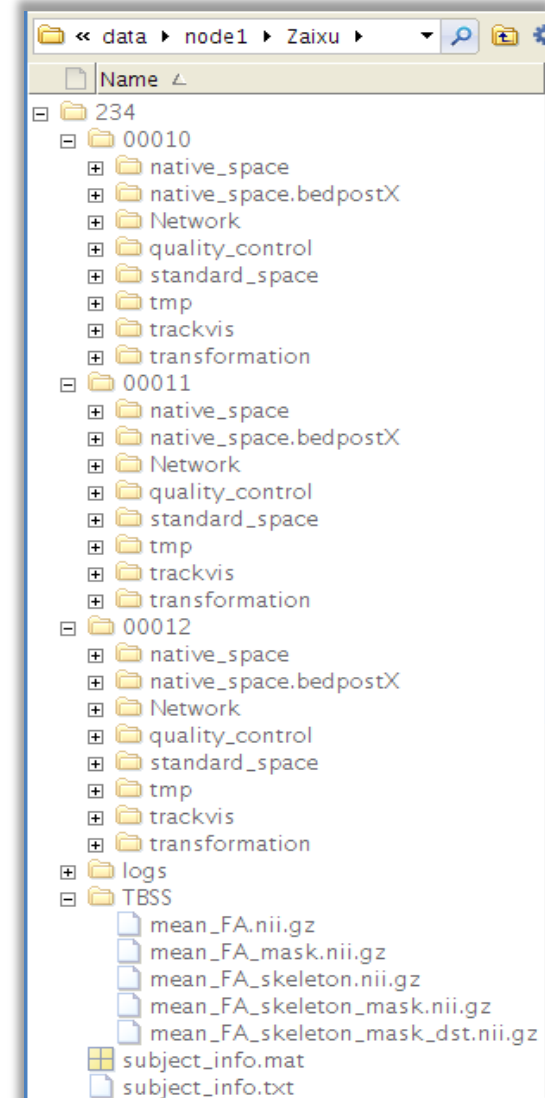 « data ▸ node1 ▸ Zaixu ▸
Name
234
00010
native_space
native_space.bedpostX
Network
quality_control
standard_space
tmp
trackvis
transformation
00011
native_space
native_space.bedpostX
Network
quality_control
standard_space
tmp
trackvis
transformation
00012
native_space
native_space.bedpostX
Network
quality_control
standard_space
tmp
trackvis
transformation
logs
TBSS
mean_FA.nii.gz
mean_FA_mask.nii.gz
mean_FA_skeleton.nii.gz
mean_FA_skeleton_mask.nii.gz
mean_FA_skeleton_mask_dst.nii.gz
subject_info.mat
subject_info.txt